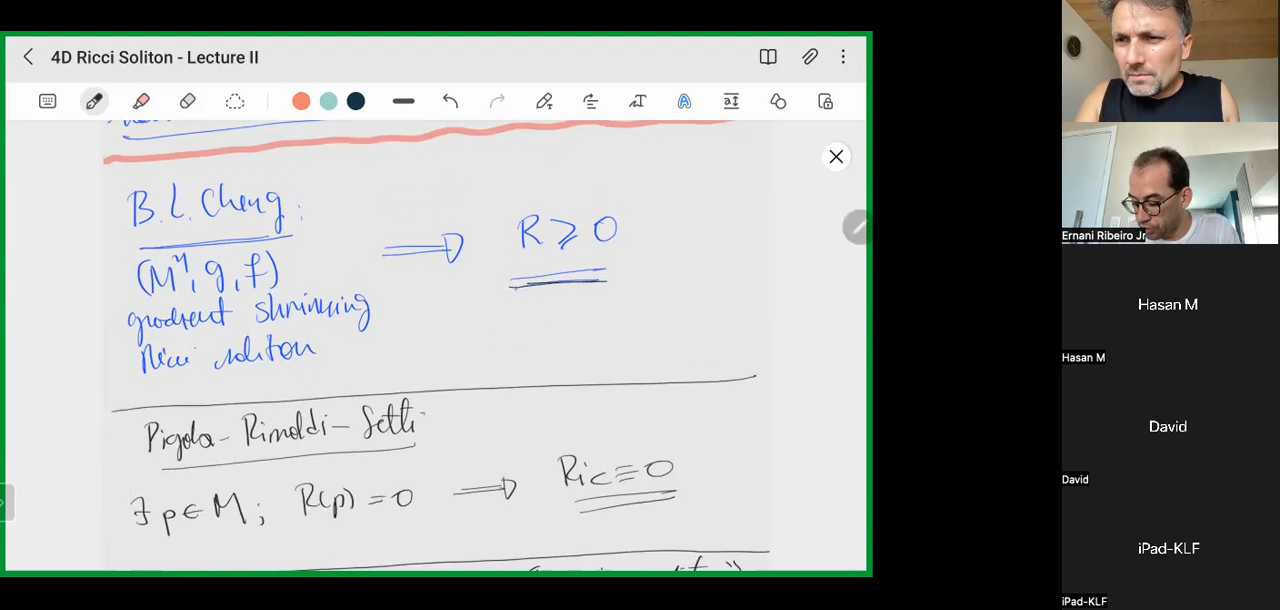 4D Ricci Soliton - Lecture II
B. L. Cheng:
(Mⁿ, g, f) ⟹ R ⩾ 0
gradient shrinking
Ricci soliton
Pigola - Rimoldi - Setti
∃ p ∈ M; R(p) = 0 ⟹ Ric ≡ 0
Ernani Ribeiro Jr
Hasan M
Hasan M
David
David
iPad-KLF
iPad-KLF